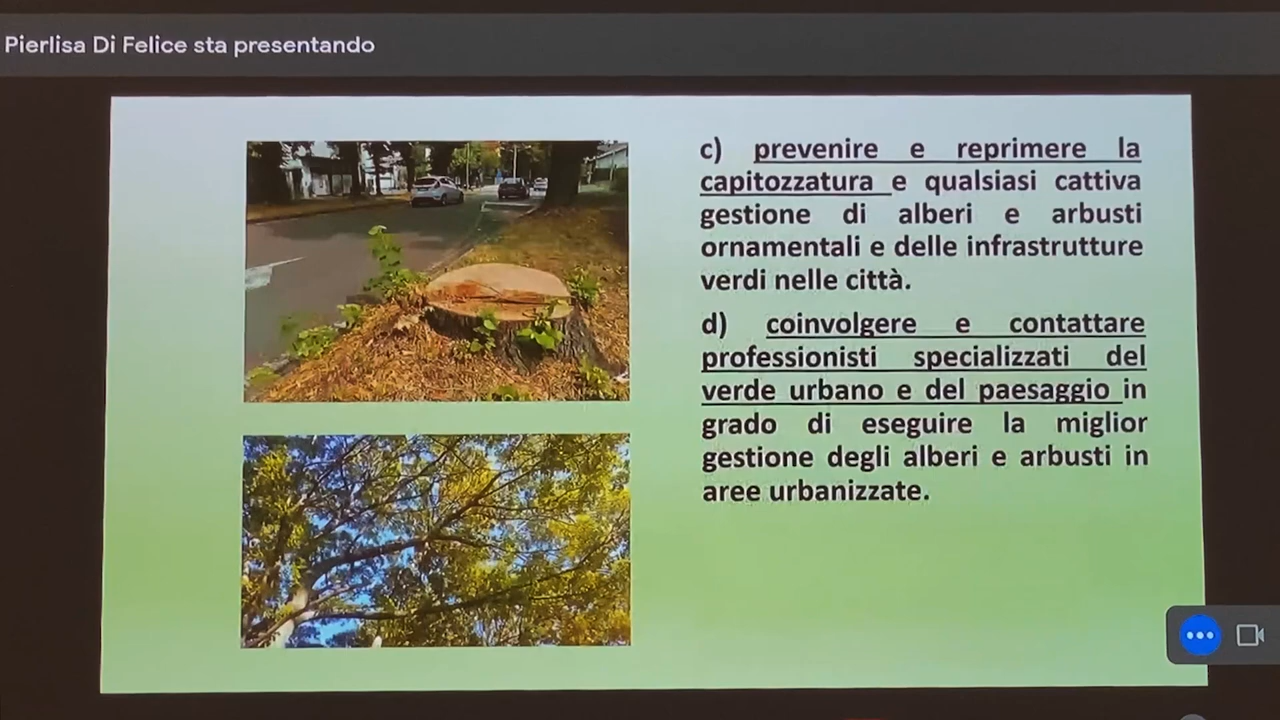 Pierlisa Di Felice sta presentando
c) prevenire e reprimere la
capitozzatura e qualsiasi cattiva
gestione di alberi e arbusti
ornamentali e delle infrastrutture
verdi nelle città.
d) coinvolgere e contattare
professionisti specializzati del
verde urbano e del paesaggio in
grado di eseguire la miglior
gestione degli alberi e arbusti in
aree urbanizzate.